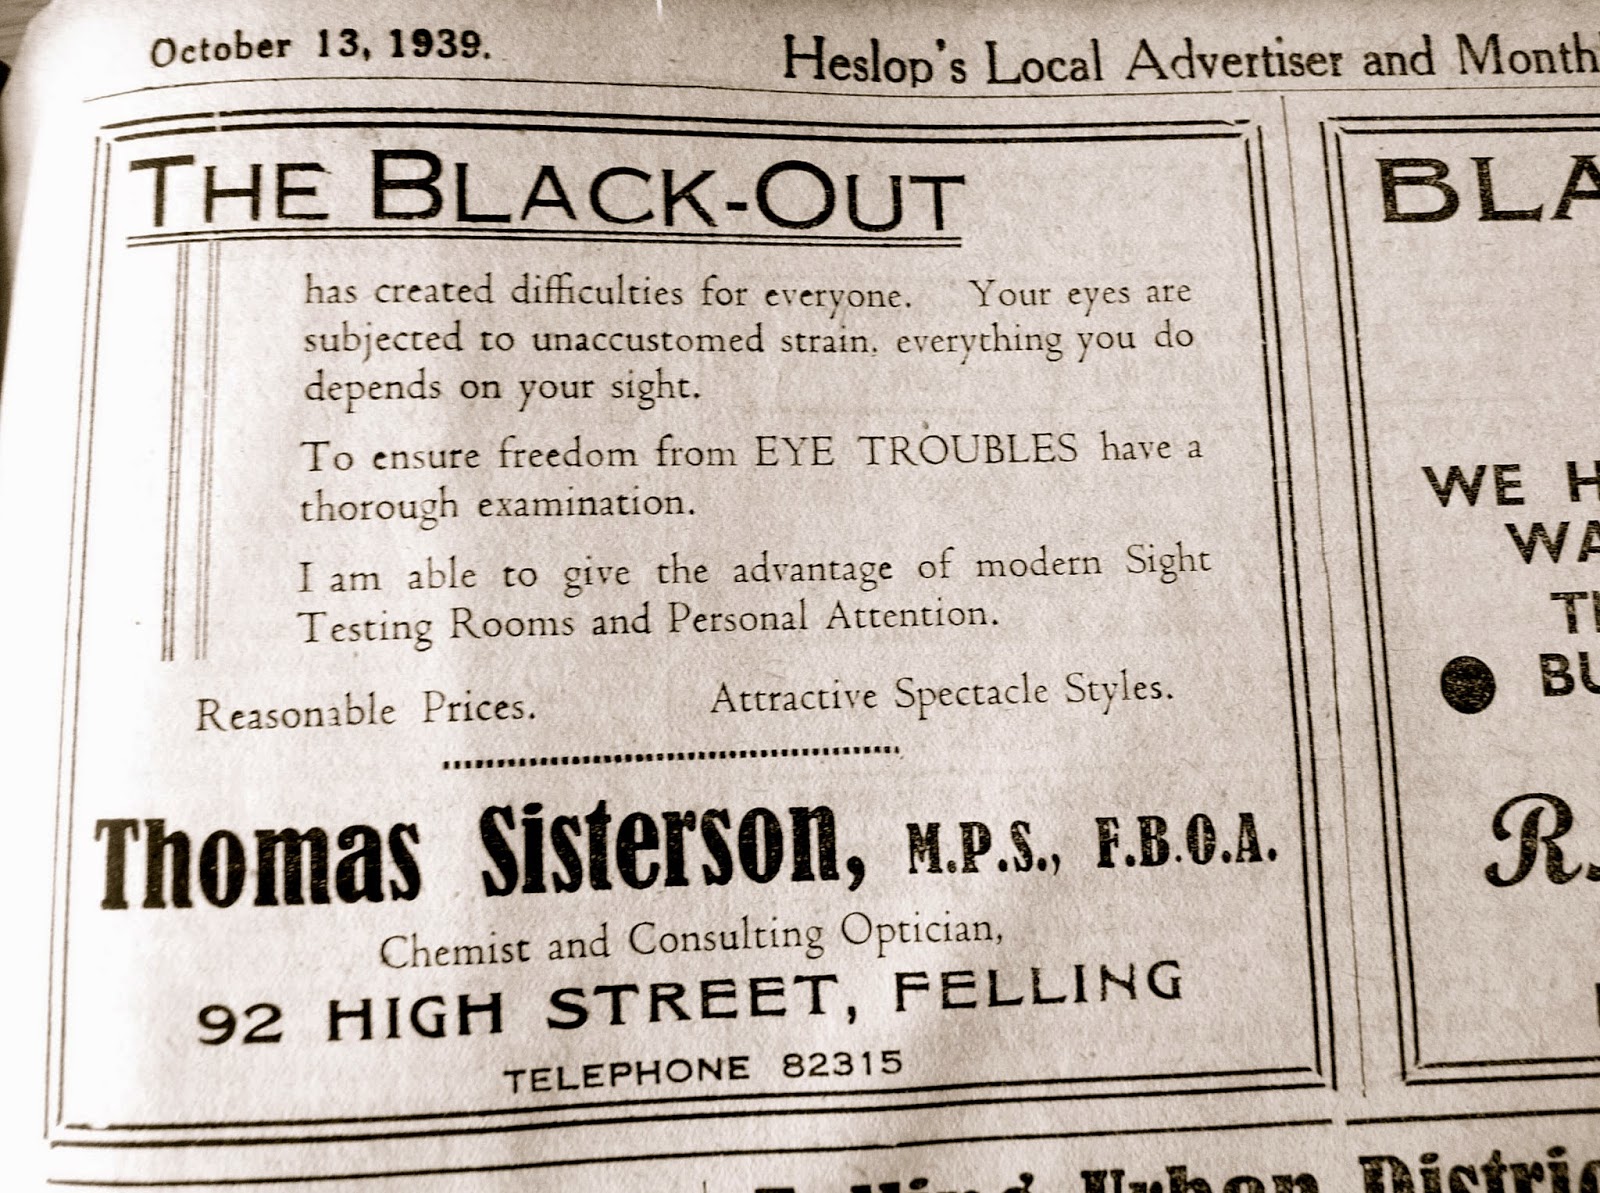 October 13, 1939.
Heslop's Local Advertiser and Month
THE BLACK-OUT
has created difficulties for everyone. Your eyes are
subjected to unaccustomed strain, everything you do
depends on your sight.
To ensure freedom from EYE TROUBLES have a
thorough examination.
I am able to give the advantage of modern Sight
Testing Rooms and Personal Attention.
Reasonable Prices. Attractive Spectacle Styles.
Thomas Sisterson, M.P.S., F.B.O.A.
Chemist and Consulting Optician,
92 HIGH STREET, FELLING
TELEPHONE 82315
BLA
WE H
WA
BU
R.
Urban Distric